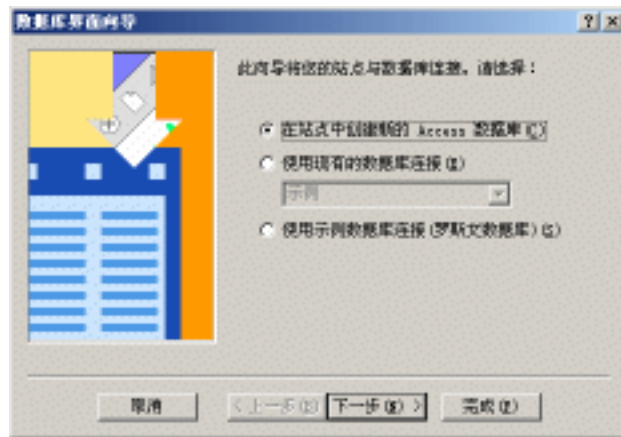 数据库界面向导
此向导将您的站点与数据库连接。请选择:
在站点中创建新的 Access 数据库(C)
使用现有的数据库连接(E)
示例
使用示例数据库连接(罗斯文数据库)(S)
取消
<上一步(B)
下一步(N) >
完成(F)